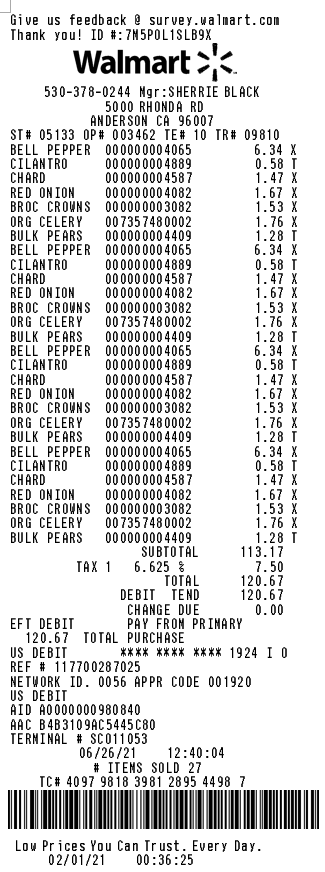 Give us feedback @ survey.walmart.com
Thank you! ID #:7M5P0L1SLB9X
Walmart
530-378-0244 Mgr:SHERRIE BLACK
5000 RHONDA RD
ANDERSON CA 96007
ST# 05133 OP# 003462 TE# 10 TR# 09810
BELL PEPPER 000000004065 6.34 X
CILANTRO 000000004889 0.58 T
CHARD 000000004587 1.47 X
RED ONION 000000004082 1.67 X
BROC CROWNS 000000003082 1.53 X
ORG CELERY 007357480002 1.76 X
BULK PEARS 000000004409 1.28 T
BELL PEPPER 000000004065 6.34 X
CILANTRO 000000004889 0.58 T
CHARD 000000004587 1.47 X
RED ONION 000000004082 1.67 X
BROC CROWNS 000000003082 1.53 X
ORG CELERY 007357480002 1.76 X
BULK PEARS 000000004409 1.28 T
BELL PEPPER 000000004065 6.34 X
CILANTRO 000000004889 0.58 T
CHARD 000000004587 1.47 X
RED ONION 000000004082 1.67 X
BROC CROWNS 000000003082 1.53 X
ORG CELERY 007357480002 1.76 X
BULK PEARS 000000004409 1.28 T
BELL PEPPER 000000004065 6.34 X
CILANTRO 000000004889 0.58 T
CHARD 000000004587 1.47 X
RED ONION 000000004082 1.67 X
BROC CROWNS 000000003082 1.53 X
ORG CELERY 007357480002 1.76 X
BULK PEARS 000000004409 1.28 T
SUBTOTAL 113.17
TAX 1 6.625 % 7.50
TOTAL 120.67
DEBIT TEND 120.67
CHANGE DUE 0.00
EFT DEBIT PAY FROM PRIMARY
120.67 TOTAL PURCHASE
US DEBIT **** **** **** 1924 I 0
REF # 117700287025
NETWORK ID. 0056 APPR CODE 001920
US DEBIT
AID A0000000980840
AAC B4B3109AC5445C80
TERMINAL # SC011053
06/26/21 12:40:04
# ITEMS SOLD 27
TC# 4097 9818 3981 2895 4498 7
Low Prices You Can Trust. Every Day.
02/01/21 00:36:25